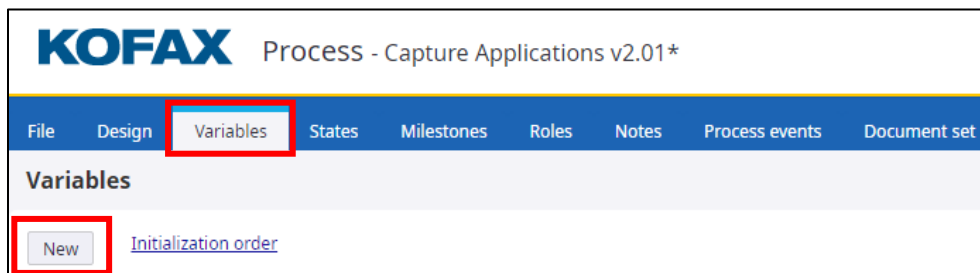 KOFAX Process - Capture Applications v2.01*
File Design Variables States Milestones Roles Notes Process events Document set
Variables
New Initialization order